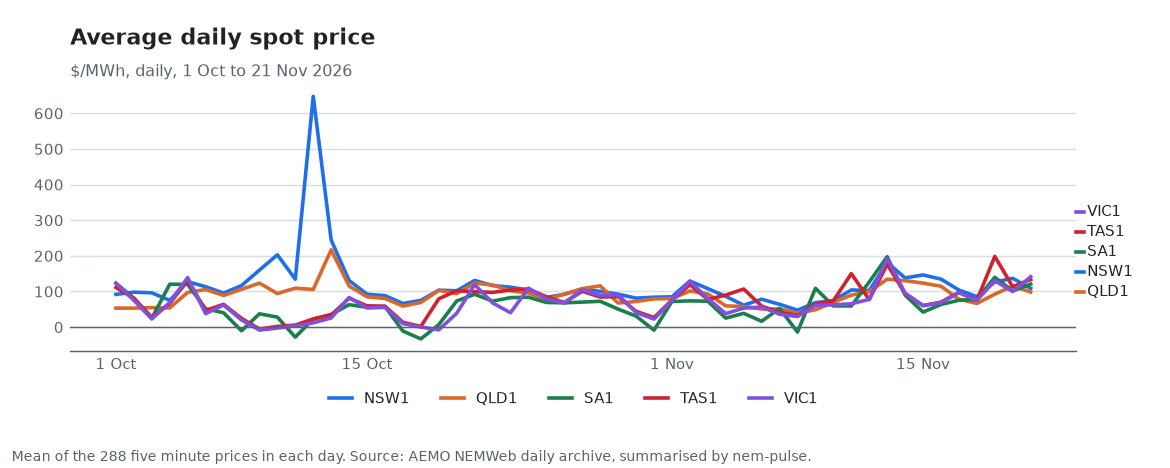 Average daily spot price
$/MWh, daily, 1 Oct to 21 Nov 2026
600
500
400
300
200
100
0
VIC1
TAS1
SA1
NSW1
QLD1
1 Oct
15 Oct
1 Nov
15 Nov
NSW1 QLD1 SA1 TAS1 VIC1
Mean of the 288 five minute prices in each day. Source: AEMO NEMWeb daily archive, summarised by nem-pulse.